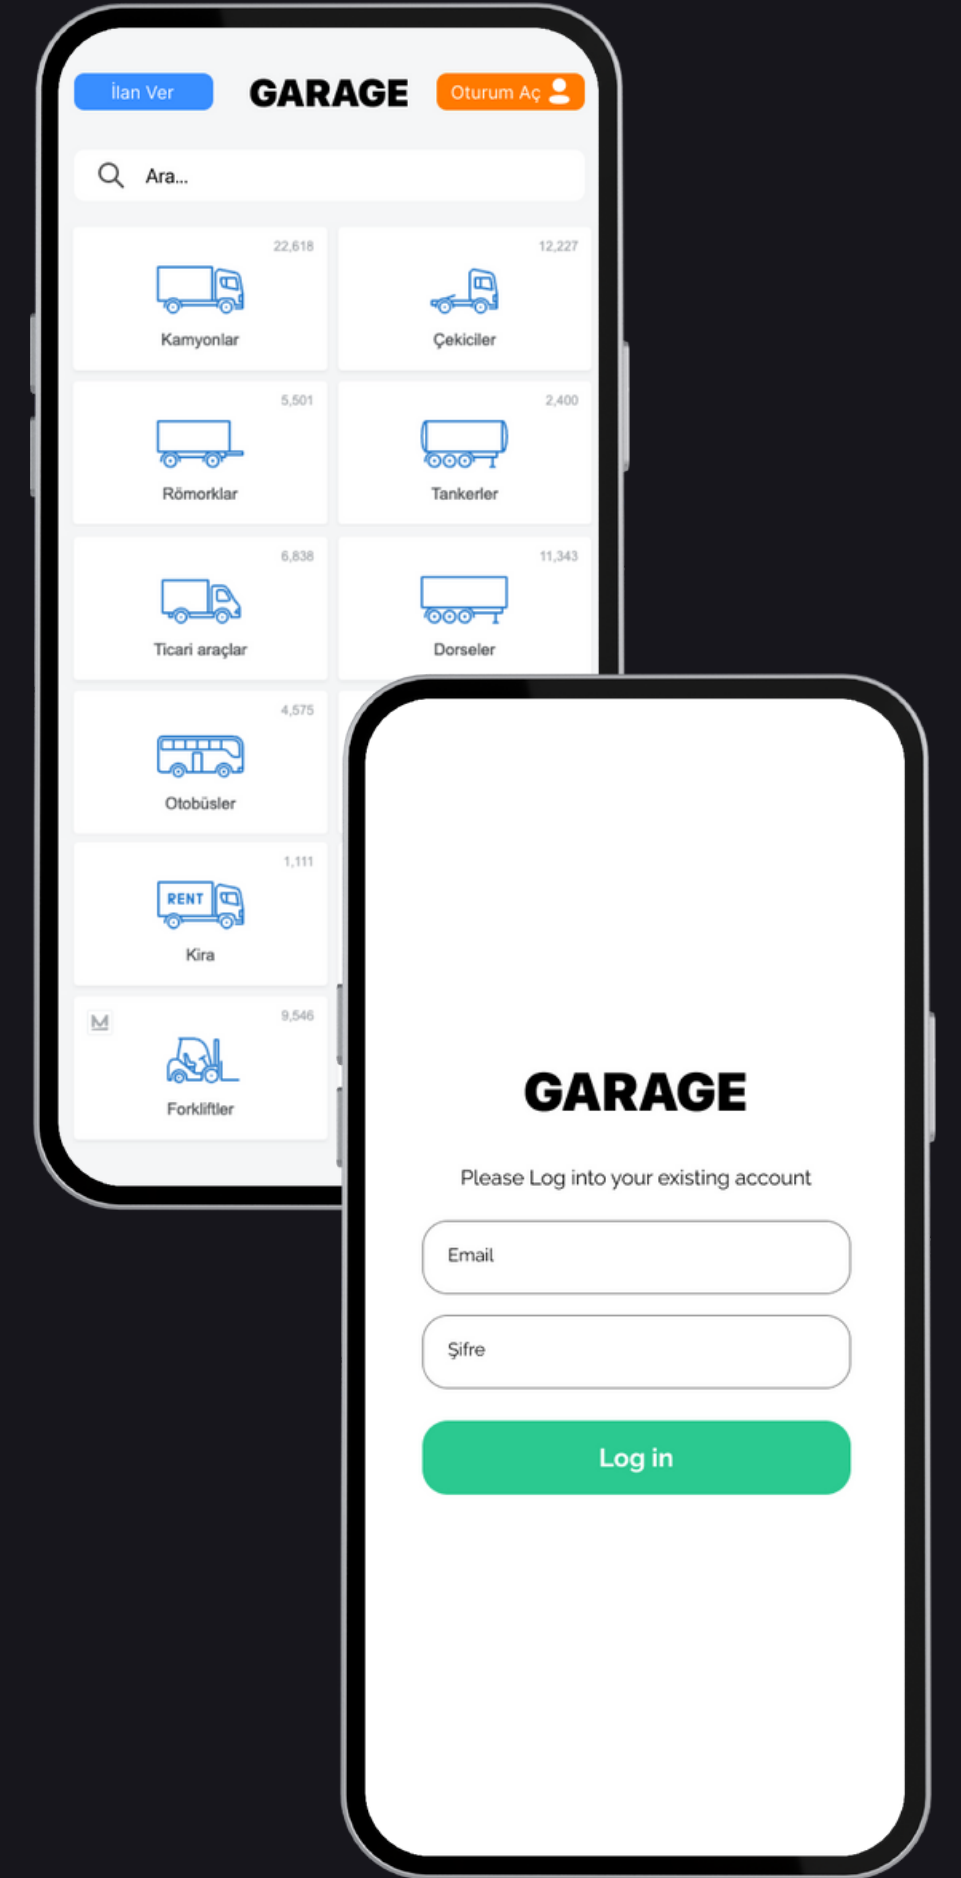 İlan Ver
GARAGE
Oturum Aç
Ara...
22,618
Kamyonlar
12,227
Çekiciler
5,501
Römorklar
2,400
Tankerler
6,838
Ticari araçlar
11,343
Dorseler
4,575
Otobüsler
1,111
RENT
Kira
M
9,546
Forkliftler
GARAGE
Please Log into your existing account
Email
Şifre
Log in